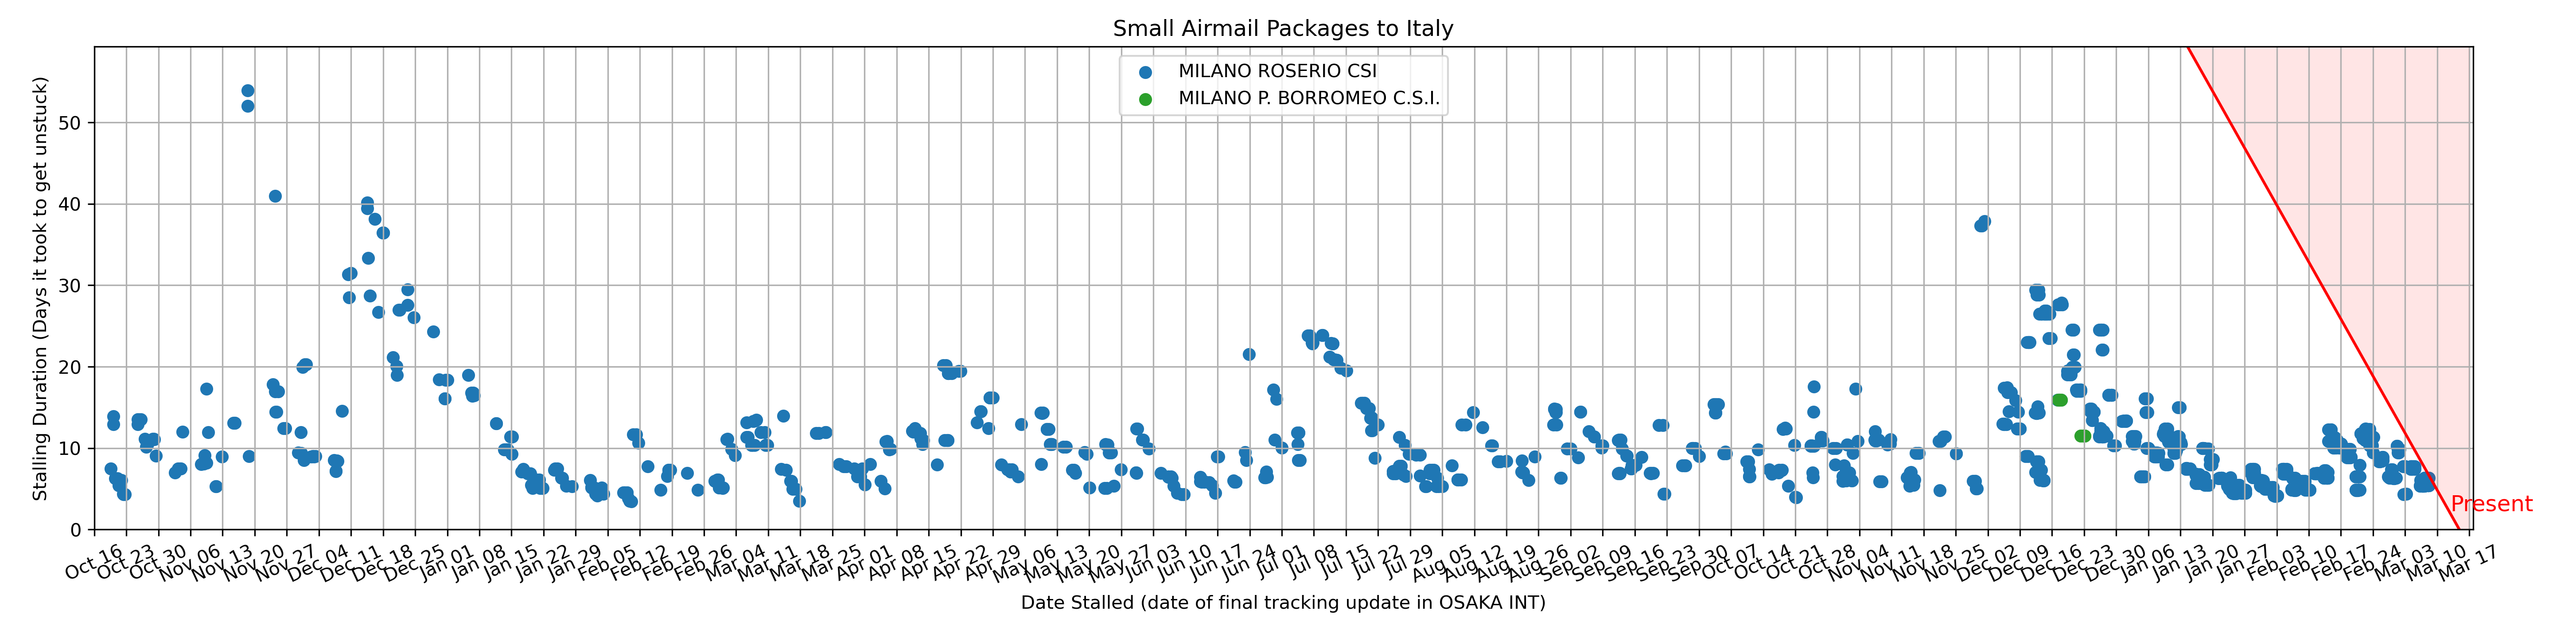 Small Airmail Packages to Italy
MILANO ROSERIO CSI
MILANO P. BORROMEO C.S.I.
Stalling Duration (Days it took to get unstuck)
50
40
30
20
10
0
Present
Oct 16
Oct 23
Oct 30
Nov 06
Nov 13
Nov 20
Nov 27
Dec 04
Dec 11
Dec 18
Dec 25
Jan 01
Jan 08
Jan 15
Jan 22
Jan 29
Feb 05
Feb 12
Feb 19
Feb 26
Mar 04
Mar 11
Mar 18
Mar 25
Apr 01
Apr 08
Apr 15
Apr 22
Apr 29
May 06
May 13
May 20
May 27
Jun 03
Jun 10
Jun 17
Jun 24
Jul 01
Jul 08
Jul 15
Jul 22
Jul 29
Aug 05
Aug 12
Aug 19
Aug 26
Sep 02
Sep 09
Sep 16
Sep 23
Sep 30
Oct 07
Oct 14
Oct 21
Oct 28
Nov 04
Nov 11
Nov 18
Nov 25
Dec 02
Dec 09
Dec 16
Dec 23
Dec 30
Jan 06
Jan 13
Jan 20
Jan 27
Feb 03
Feb 10
Feb 17
Feb 24
Mar 03
Mar 10
Mar 17
Date Stalled (date of final tracking update in OSAKA INT)